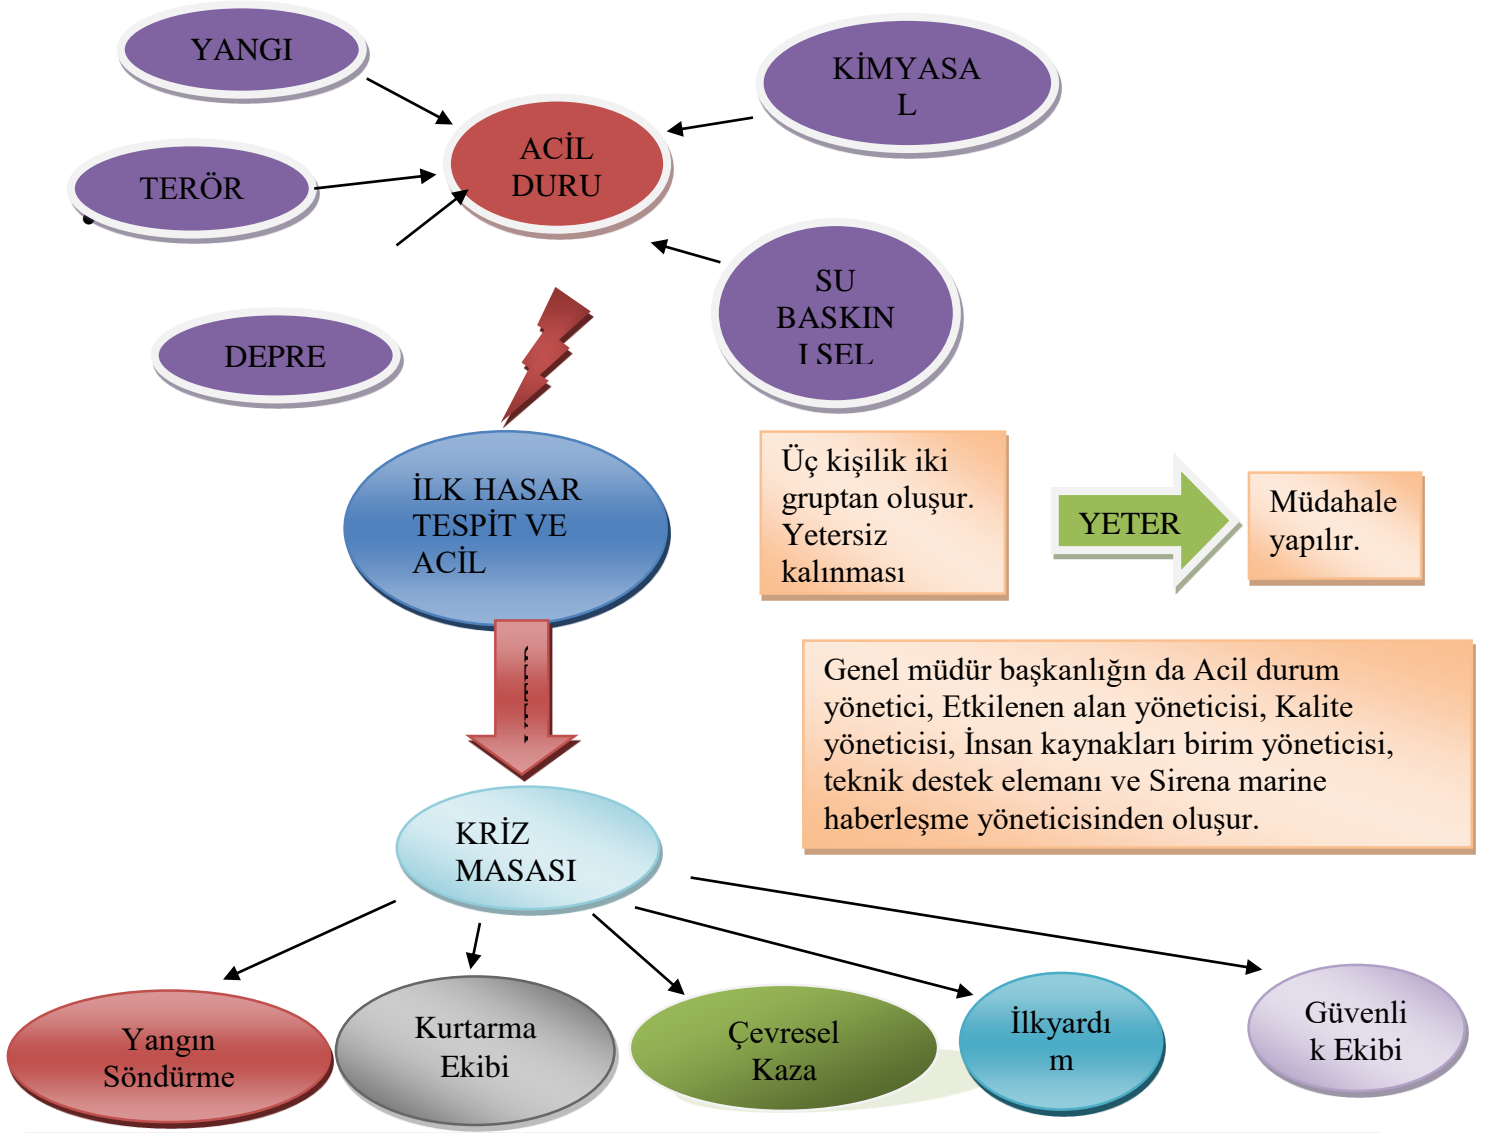 YANGI
KİMYASA
L
ACİL
DURU
TERÖR
SU
BASKIN
I SEL
DEPRE
İLK HASAR
TESPİT VE
ACİL
Üç kişilik iki
gruptan oluşur.
Yetersiz
kalınması
YETER
Müdahale
yapılır.
Genel müdür başkanlığın da Acil durum
yönetici, Etkilenen alan yöneticisi, Kalite
yöneticisi, İnsan kaynakları birim yöneticisi,
teknik destek elemanı ve Sirena marine
haberleşme yöneticisinden oluşur.
KRİZ
MASASI
Yangın
Söndürme
Kurtarma
Ekibi
Çevresel
Kaza
İlkyardı
m
Güvenli
k Ekibi